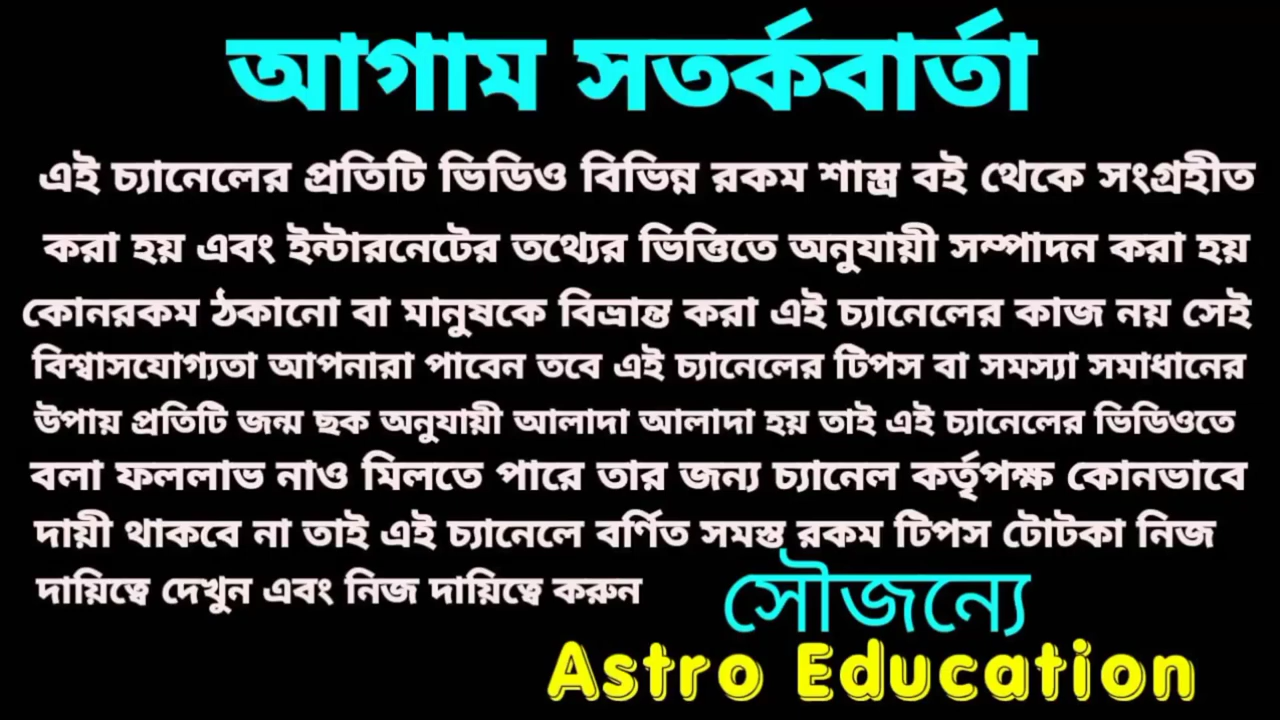 আগাম সতর্কবার্তা
এই চ্যানেলের প্রতিটি ভিডিও বিভিন্ন রকম শাস্ত্র বই থেকে সংগ্রহীত
করা হয় এবং ইন্টারনেটের তথ্যের ভিত্তিতে অনুযায়ী সম্পাদন করা হয়
কোনরকম ঠকানো বা মানুষকে বিভ্রান্ত করা এই চ্যানেলের কাজ নয় সেই
বিশ্বাসযোগ্যতা আপনারা পাবেন তবে এই চ্যানেলের টিপস বা সমস্যা সমাধানের
উপায় প্রতিটি জন্ম ছক অনুযায়ী আলাদা আলাদা হয় তাই এই চ্যানেলের ভিডিওতে
বলা ফললাভ নাও মিলতে পারে তার জন্য চ্যানেল কর্তৃপক্ষ কোনভাবে
দায়ী থাকবে না তাই এই চ্যানেলে বর্ণিত সমস্ত রকম টিপস টোটকা নিজ
দায়িত্বে দেখুন এবং নিজ দায়িত্বে করুন
সৌজন্যে
Astro Education